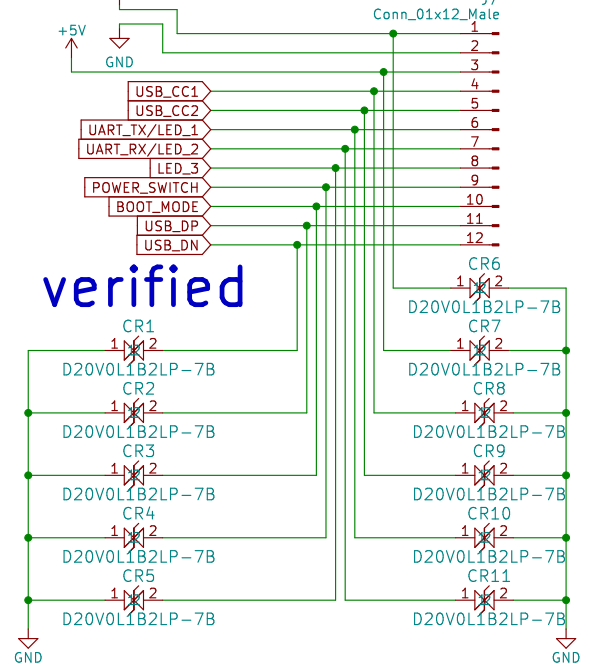 Conn_01x12_Male
+5V
1
GND
2
3
USB_CC1
4
USB_CC2
5
UART_TX/LED_1
6
UART_RX/LED_2
7
LED_3
8
POWER_SWITCH
9
BOOT_MODE
10
USB_DP
11
USB_DN
12
verified
CR6
1 2
D20V0L1B2LP-7B
CR1
1 2
D20V0L1B2LP-7B
CR7
1 2
D20V0L1B2LP-7B
CR2
1 2
D20V0L1B2LP-7B
CR8
1 2
D20V0L1B2LP-7B
CR3
1 2
D20V0L1B2LP-7B
CR9
1 2
D20V0L1B2LP-7B
CR4
1 2
D20V0L1B2LP-7B
CR10
1 2
D20V0L1B2LP-7B
CR5
1 2
D20V0L1B2LP-7B
CR11
1 2
D20V0L1B2LP-7B
GND
GND